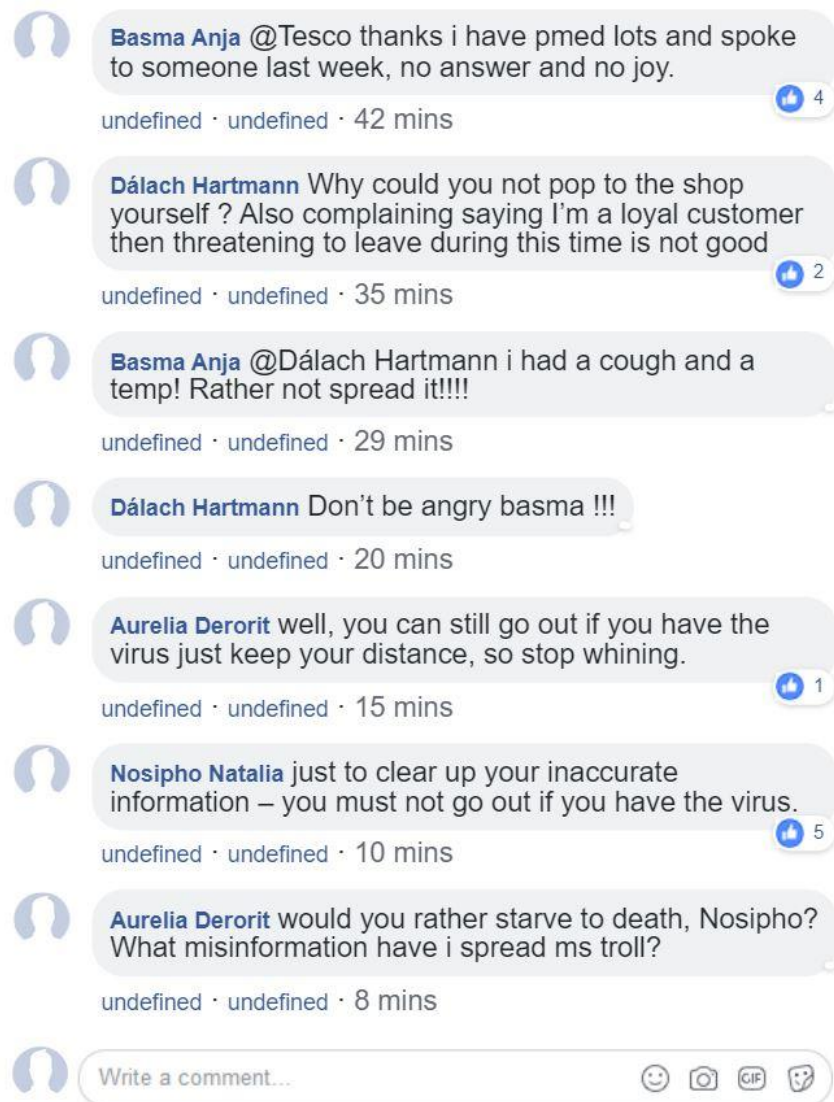 Basma Anja @Tesco thanks i have pmed lots and spoke
to someone last week, no answer and no joy.
4
undefined · undefined · 42 mins
Dálach Hartmann Why could you not pop to the shop
yourself ? Also complaining saying I’m a loyal customer
then threatening to leave during this time is not good
2
undefined · undefined · 35 mins
Basma Anja @Dálach Hartmann i had a cough and a
temp! Rather not spread it!!!!
undefined · undefined · 29 mins
Dálach Hartmann Don’t be angry basma !!!
undefined · undefined · 20 mins
Aurelia Derorit well, you can still go out if you have the
virus just keep your distance, so stop whining.
1
undefined · undefined · 15 mins
Nosipho Natalia just to clear up your inaccurate
information – you must not go out if you have the virus.
5
undefined · undefined · 10 mins
Aurelia Derorit would you rather starve to death, Nosipho?
What misinformation have i spread ms troll?
undefined · undefined · 8 mins
Write a comment...
GIF